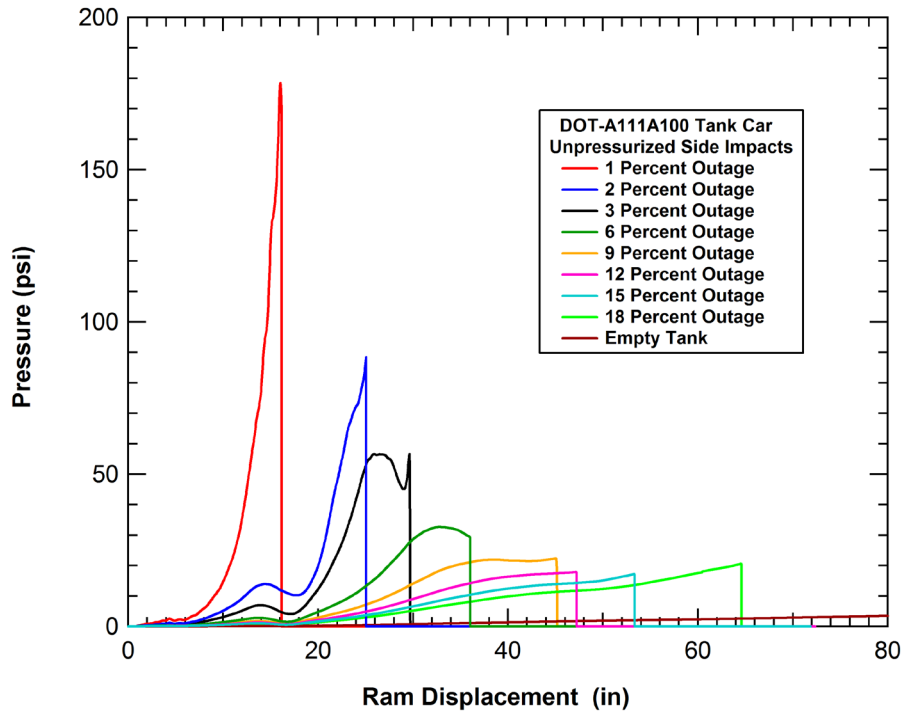 200
150
100
50
0
Pressure (psi)
DOT-A111A100 Tank Car
Unpressurized Side Impacts
1 Percent Outage
2 Percent Outage
3 Percent Outage
6 Percent Outage
9 Percent Outage
12 Percent Outage
15 Percent Outage
18 Percent Outage
Empty Tank
0 20 40 60 80
Ram Displacement (in)